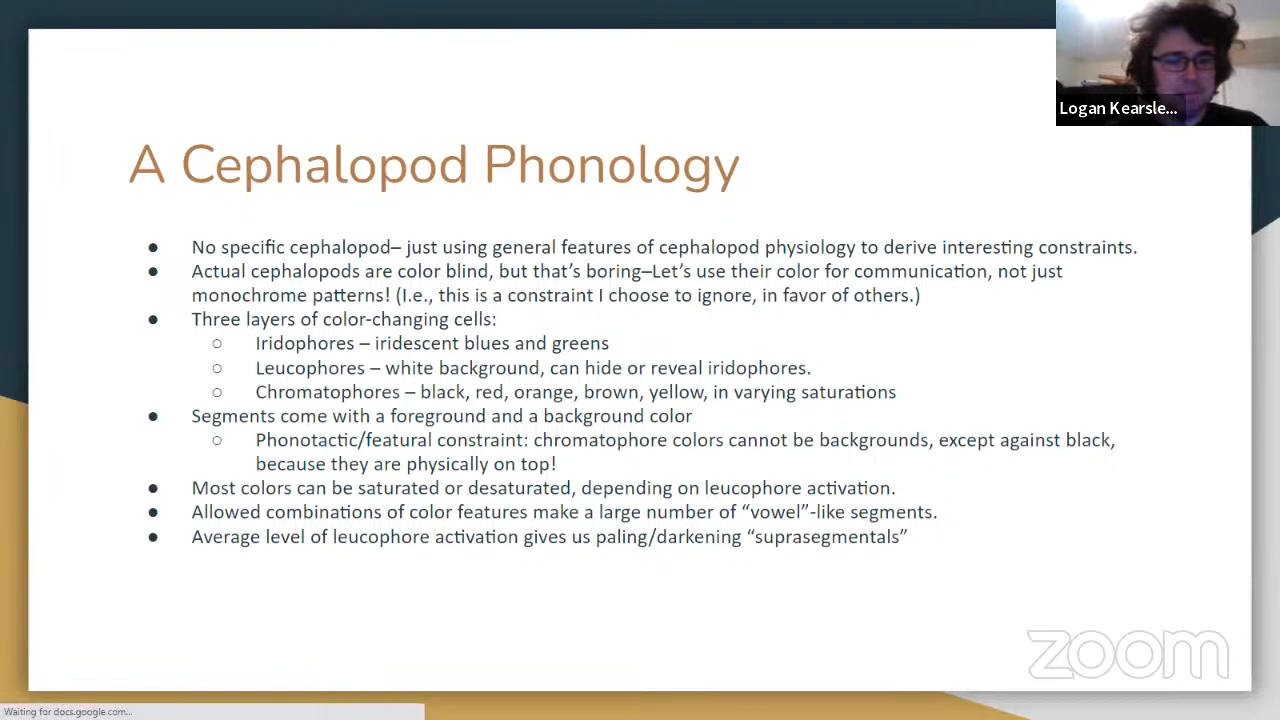 Logan Kearsle...
A Cephalopod Phonology
● No specific cephalopod– just using general features of cephalopod physiology to derive interesting constraints.
● Actual cephalopods are color blind, but that’s boring–Let’s use their color for communication, not just
monochrome patterns! (I.e., this is a constraint I choose to ignore, in favor of others.)
● Three layers of color-changing cells:
○ Iridophores – iridescent blues and greens
○ Leucophores – white background, can hide or reveal iridophores.
○ Chromatophores – black, red, orange, brown, yellow, in varying saturations
● Segments come with a foreground and a background color
○ Phonotactic/featural constraint: chromatophore colors cannot be backgrounds, except against black,
because they are physically on top!
● Most colors can be saturated or desaturated, depending on leucophore activation.
● Allowed combinations of color features make a large number of “vowel”-like segments.
● Average level of leucophore activation gives us paling/darkening “suprasegmentals”
zoom
Waiting for docs.google.com...